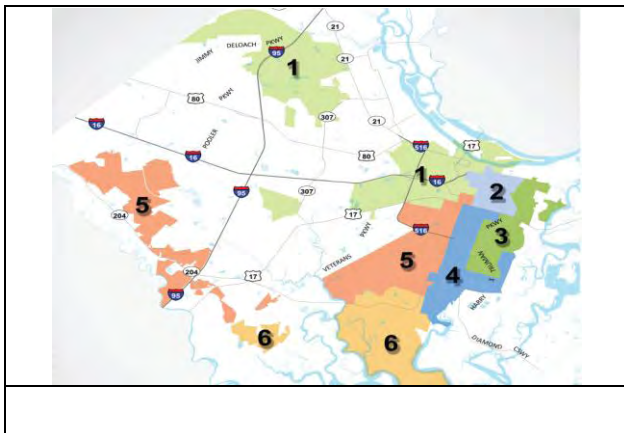 21
JIMMY DELOACH PKWY
95
1
21
80
PKWY
307
21
16
POOLER
516
17
16
80
1
16
95
307
2
5
17
PKWY
PKWY
3
204
516
TRUMAN
VETERANS
5
4
204
17
S
HARRY
95
6
6
DIAMOND CSWY